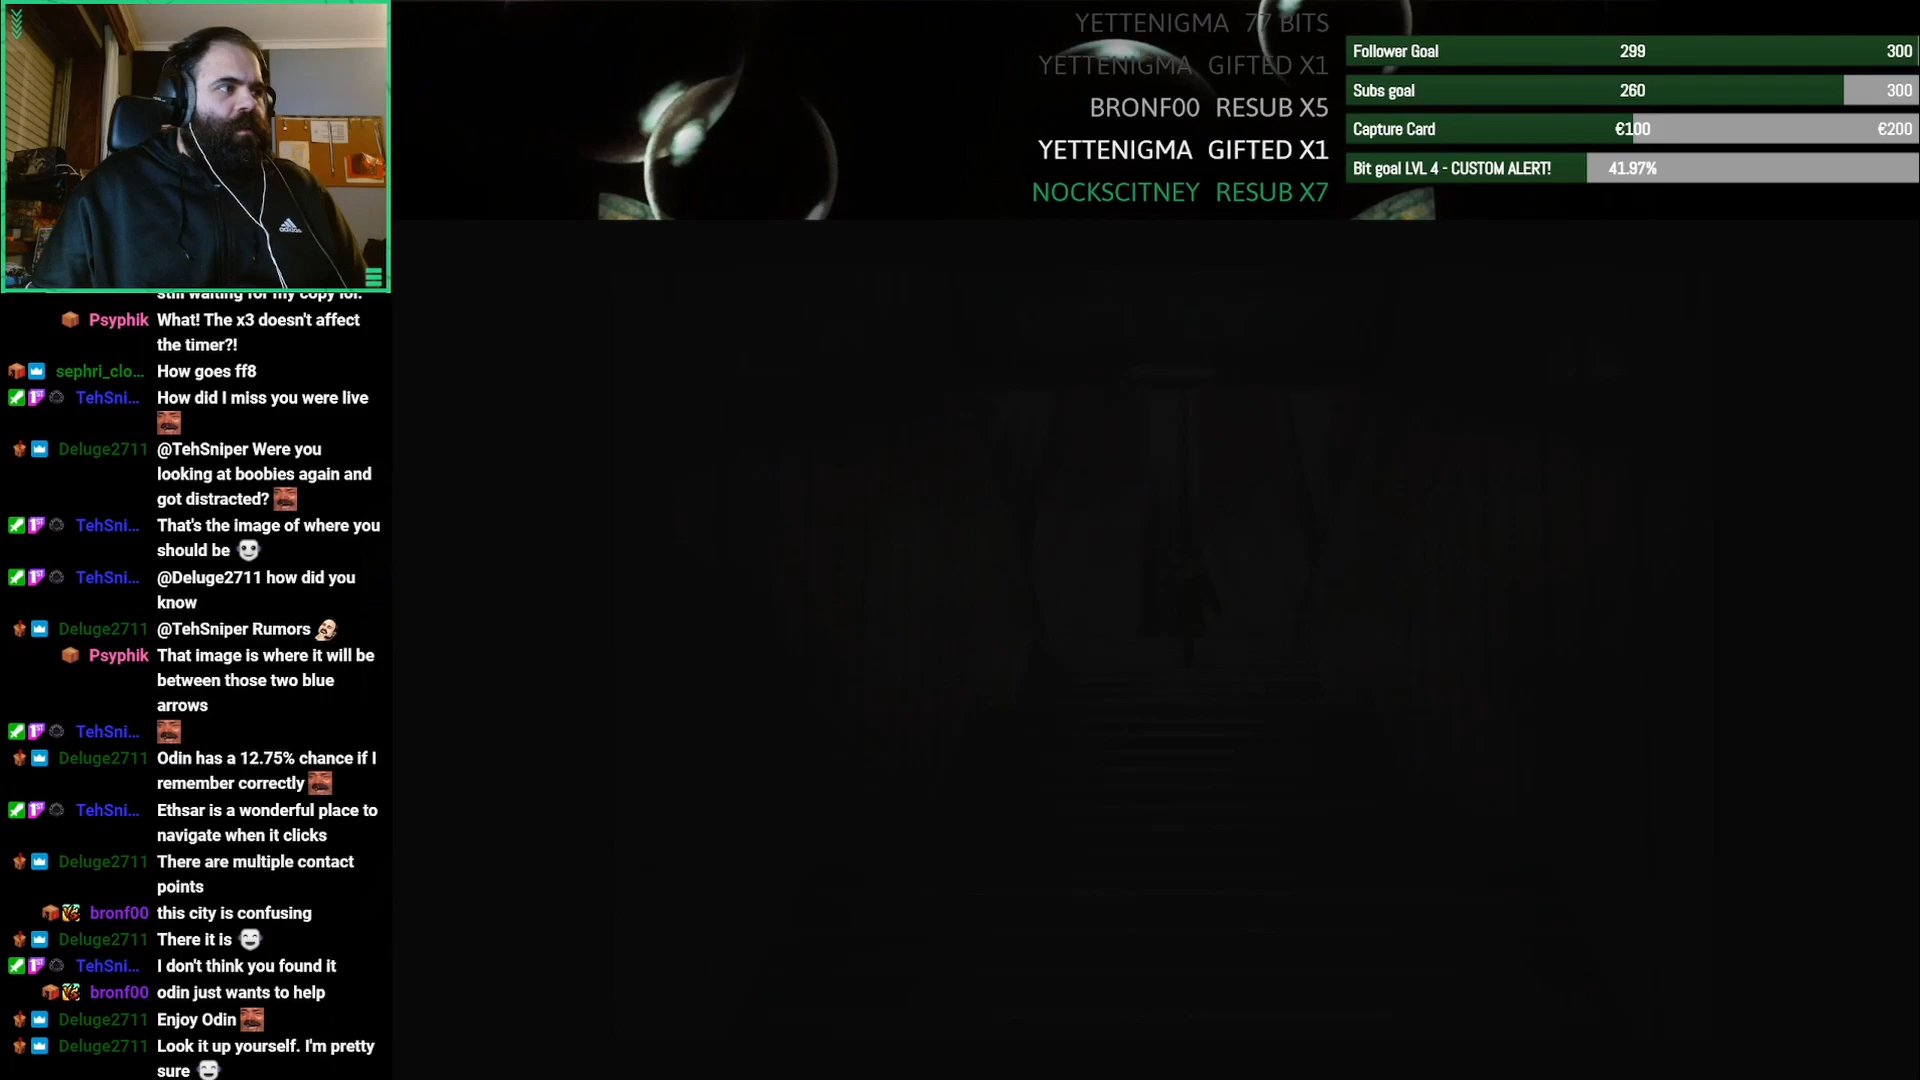 YETTENIGMA 77 BITS
YETTENIGMA GIFTED X1
BRONF00 RESUB X5
YETTENIGMA GIFTED X1
NOCKSCITNEY RESUB X7
Follower Goal 299 300
Subs goal 260 300
Capture Card €100 €200
Bit goal LVL 4 - CUSTOM ALERT! 41.97%
adidas
still waiting for my copy lol.
Psyphik What! The x3 doesn't affect
the timer?!
sephri_clo... How goes ff8
TehSni... How did I miss you were live
Deluge2711 @TehSniper Were you
looking at boobies again and
got distracted?
TehSni... That's the image of where you
should be
TehSni... @Deluge2711 how did you
know
Deluge2711 @TehSniper Rumors
Psyphik That image is where it will be
between those two blue
arrows
TehSni...
Deluge2711 Odin has a 12.75% chance if I
remember correctly
TehSni... Ethsar is a wonderful place to
navigate when it clicks
Deluge2711 There are multiple contact
points
bronf00 this city is confusing
Deluge2711 There it is
TehSni... I don't think you found it
bronf00 odin just wants to help
Deluge2711 Enjoy Odin
Deluge2711 Look it up yourself. I'm pretty
sure